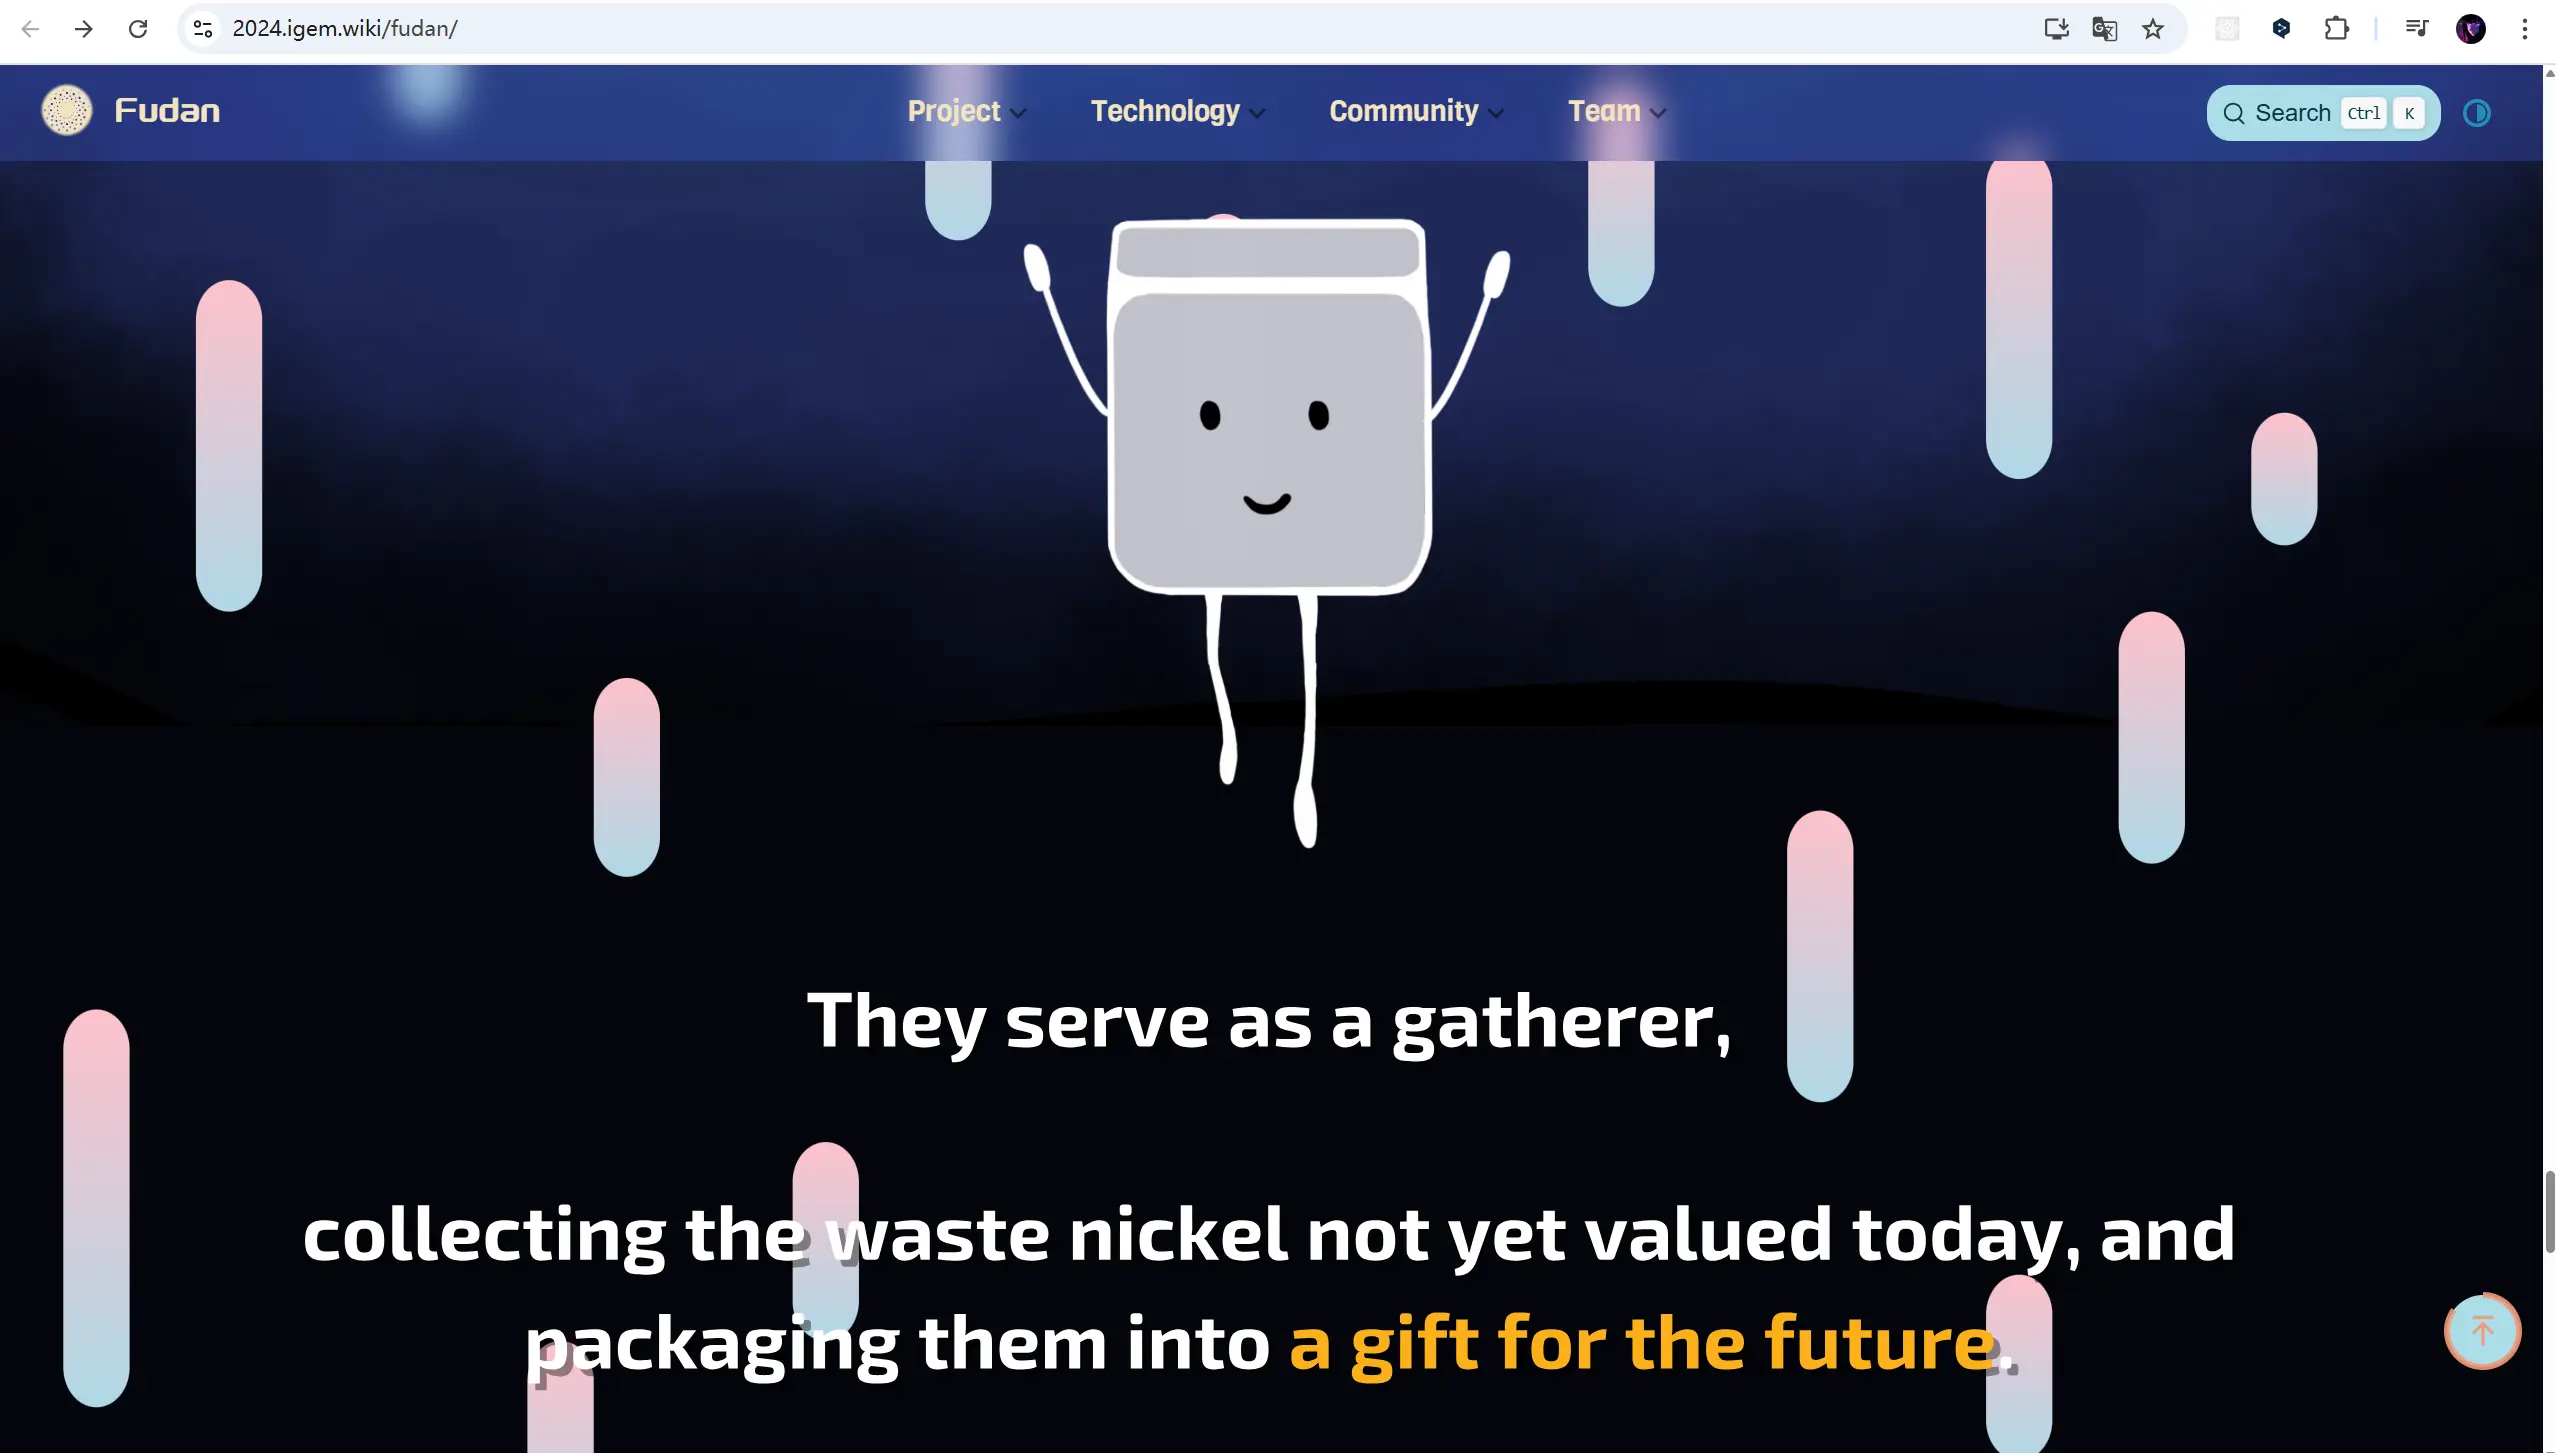 2024.igem.wiki/fudan/
Fudan
Project
Technology
Community
Team
Search Ctrl K
They serve as a gatherer,
collecting the waste nickel not yet valued today, and
packaging them into a gift for the future.